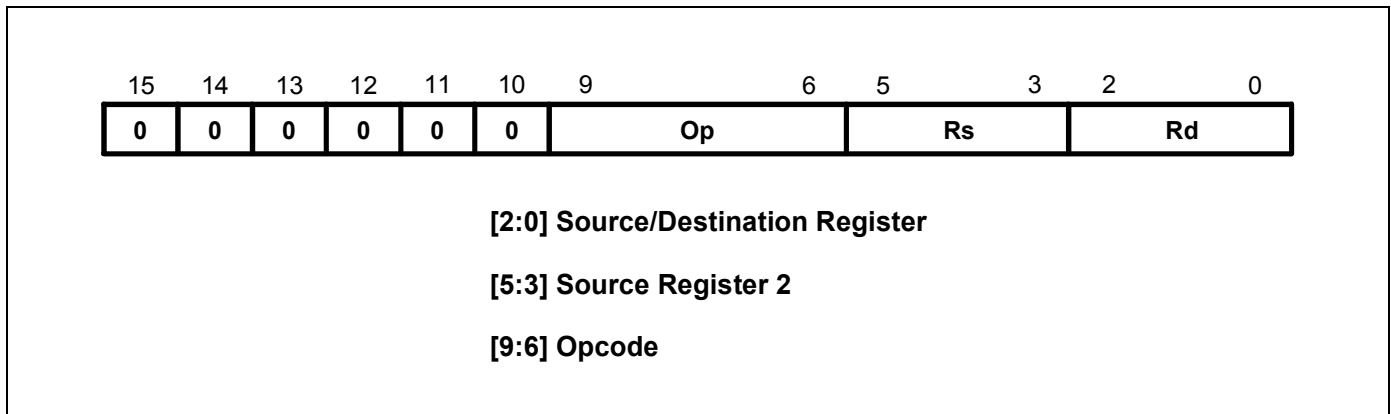 15 14 13 12 11 10 9 6 5 3 2 0
0 0 0 0 0 0 Op Rs Rd
[2:0] Source/Destination Register
[5:3] Source Register 2
[9:6] Opcode